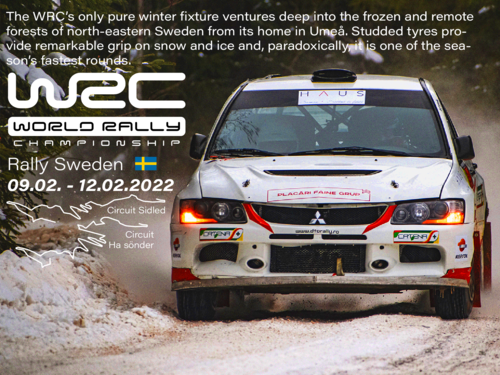 The WRC's only pure winter fixture ventures deep into the frozen and remote
forests of north-eastern Sweden from its home in Umeå. Studded tyres pro-
vide remarkable grip on snow and ice and, paradoxically, it is one of the sea-
son's fastest rounds.
WRC
WORLD RALLY
CHAMPIONSHIP
Rally Sweden
09.02. - 12.02.2022
Circuit Sidled
Circuit
Ha sönder
HAUS
PLACĂRI FAINE GRUP
www.dtorally.ro